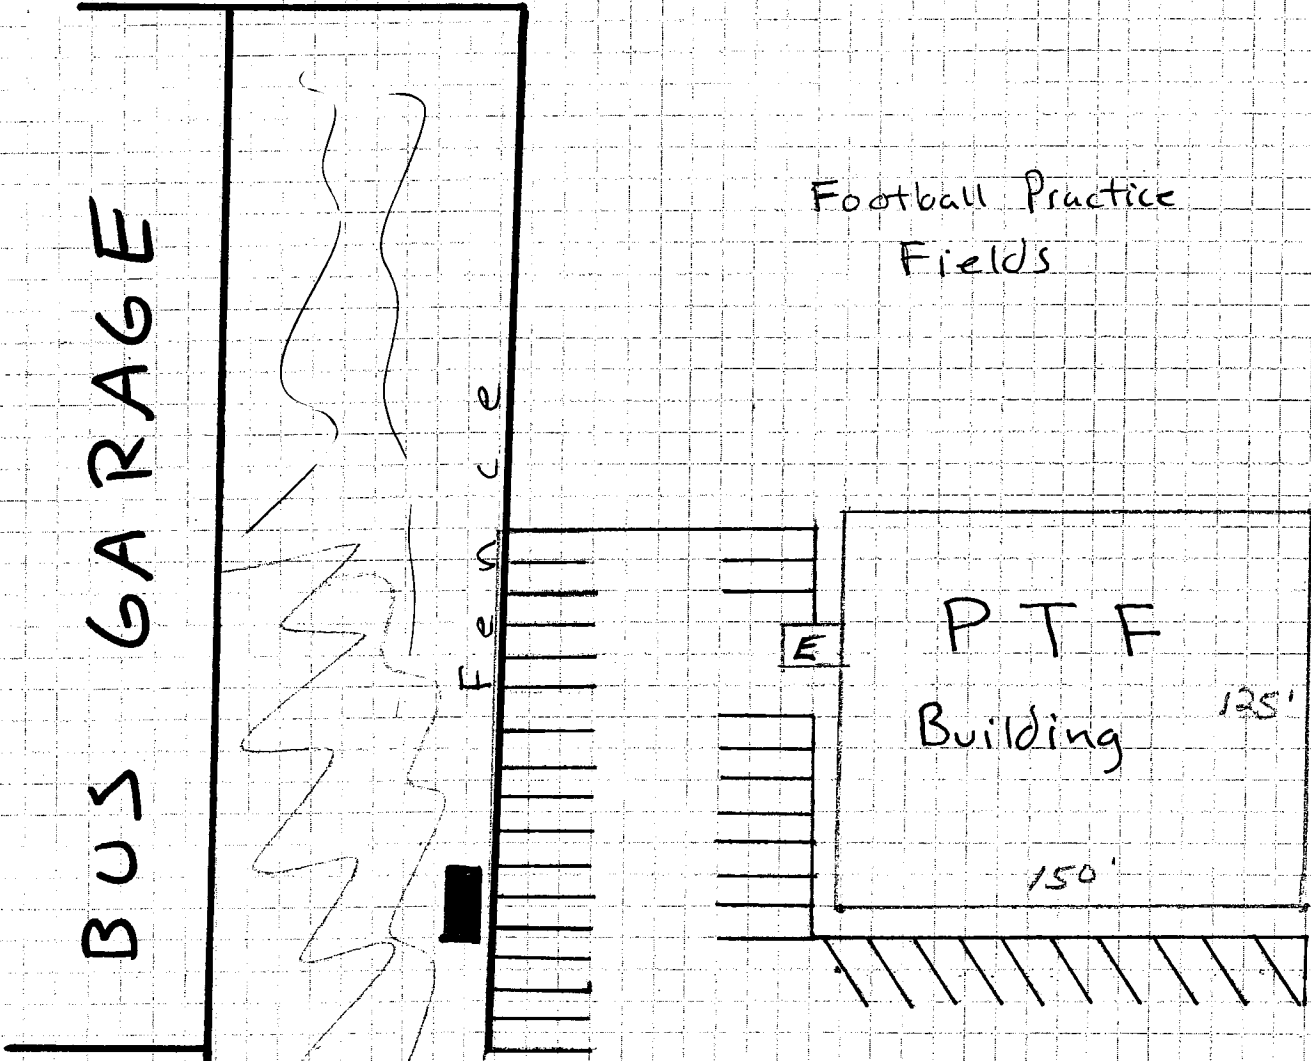 BUS GARAGE
Fence
Football Practice
Fields
E
PTF
Building
125'
150'